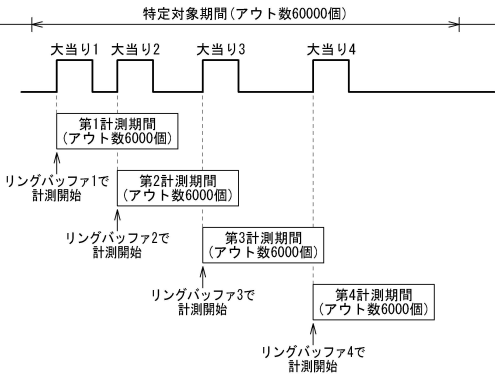 特定対象期間(アウト数60000個)
大当り1
大当り2
大当り3
大当り4
第1計測期間
(アウト数6000個)
リングバッファ1で
計測開始
第2計測期間
(アウト数6000個)
リングバッファ2で
計測開始
第3計測期間
(アウト数6000個)
リングバッファ3で
計測開始
第4計測期間
(アウト数6000個)
リングバッファ4で
計測開始